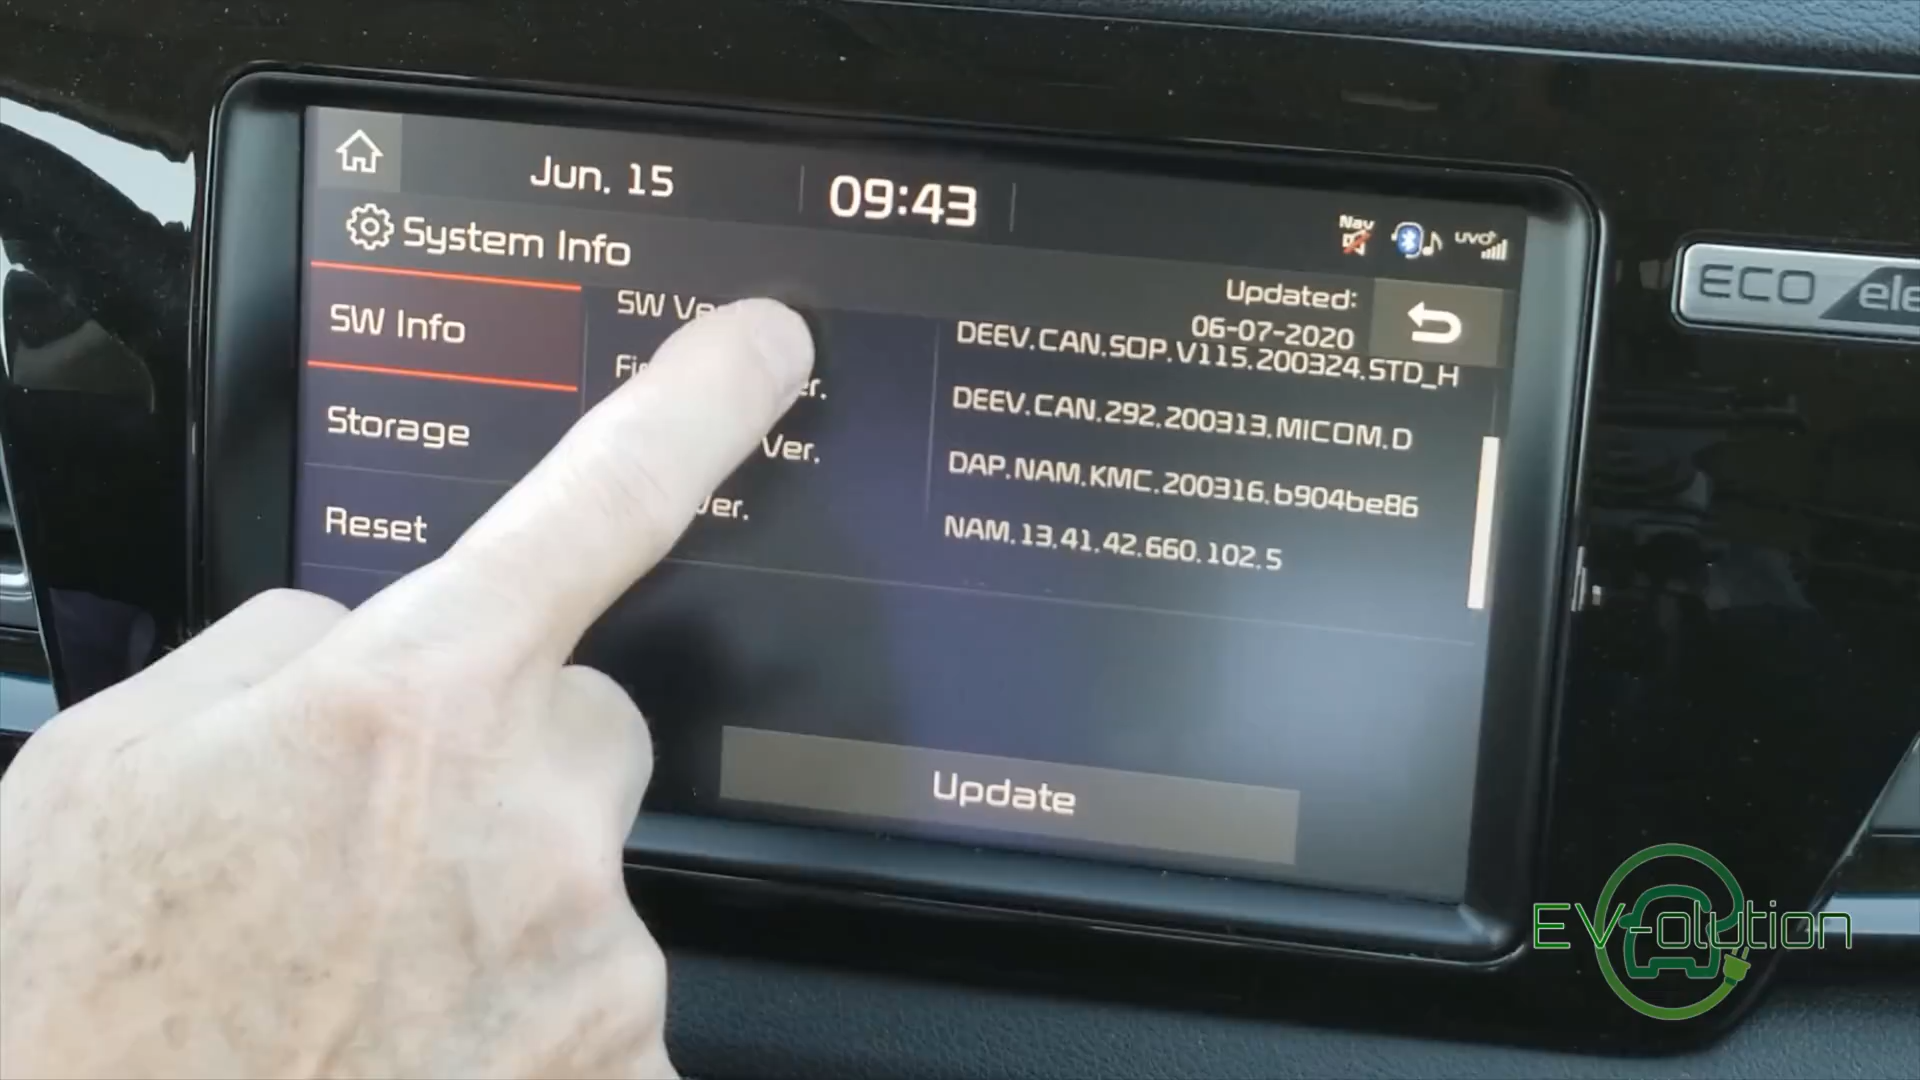 Jun. 15
09:43
Nav
UVO
System Info
Updated:
06-07-2020
SW Info
SW
DEEV.CAN.SOP.V115.200324.STD_H
DEEV.CAN.292.200313.MICOM.D
Storage
Ver.
DAP.NAM.KMC.200316.b904be86
Reset
NAM.13.41.42.660.102.5
Update
ECO
EV-olution